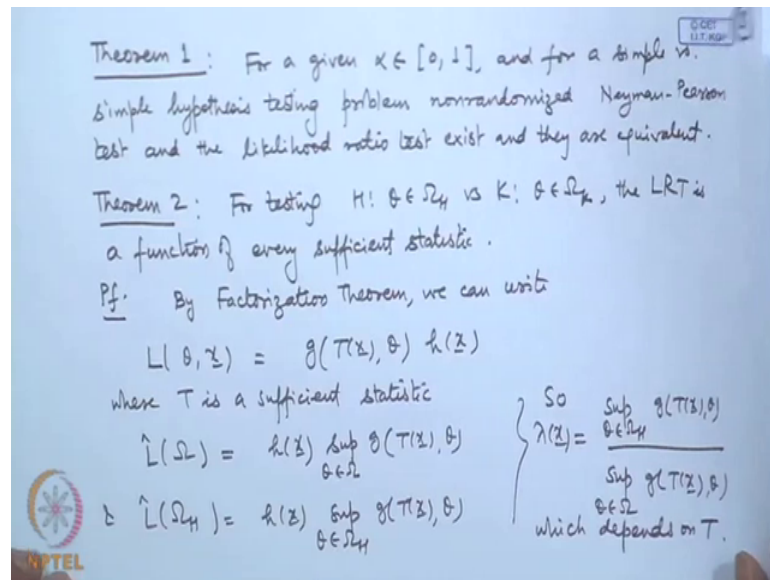 © CET
I.I.T. KGP
Theorem 1 : For a given α ∈ [0, 1], and for a simple vs.
simple hypothesis testing problem nonrandomized Neyman-Pearson
test and the likelihood ratio test exist and they are equivalent.
Theorem 2 : For testing H: θ ∈ Ω_H vs K: θ ∈ Ω_K, the LRT is
a function of every sufficient statistic.
Pf. By Factorization Theorem, we can write
L(θ, x) = g(T(x), θ) h(x)
where T is a sufficient statistic
L̂(Ω) = h(x) sup_{θ∈Ω} g(T(x), θ)
& L̂(Ω_H) = h(x) sup_{θ∈Ω_H} g(T(x), θ)
So
λ(x) = sup_{θ∈Ω_H} g(T(x), θ) / sup_{θ∈Ω} g(T(x), θ)
which depends on T.
NPTEL